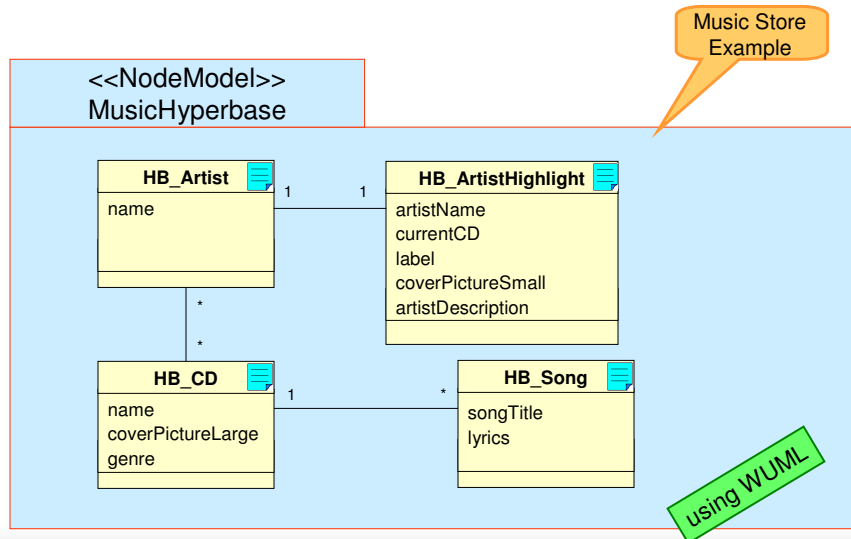 Music Store
Example
<<NodeModel>>
MusicHyperbase
HB_Artist
name
1
1
HB_ArtistHighlight
artistName
currentCD
label
coverPictureSmall
artistDescription
*
*
HB_CD
name
coverPictureLarge
genre
1
*
HB_Song
songTitle
lyrics
using WUML